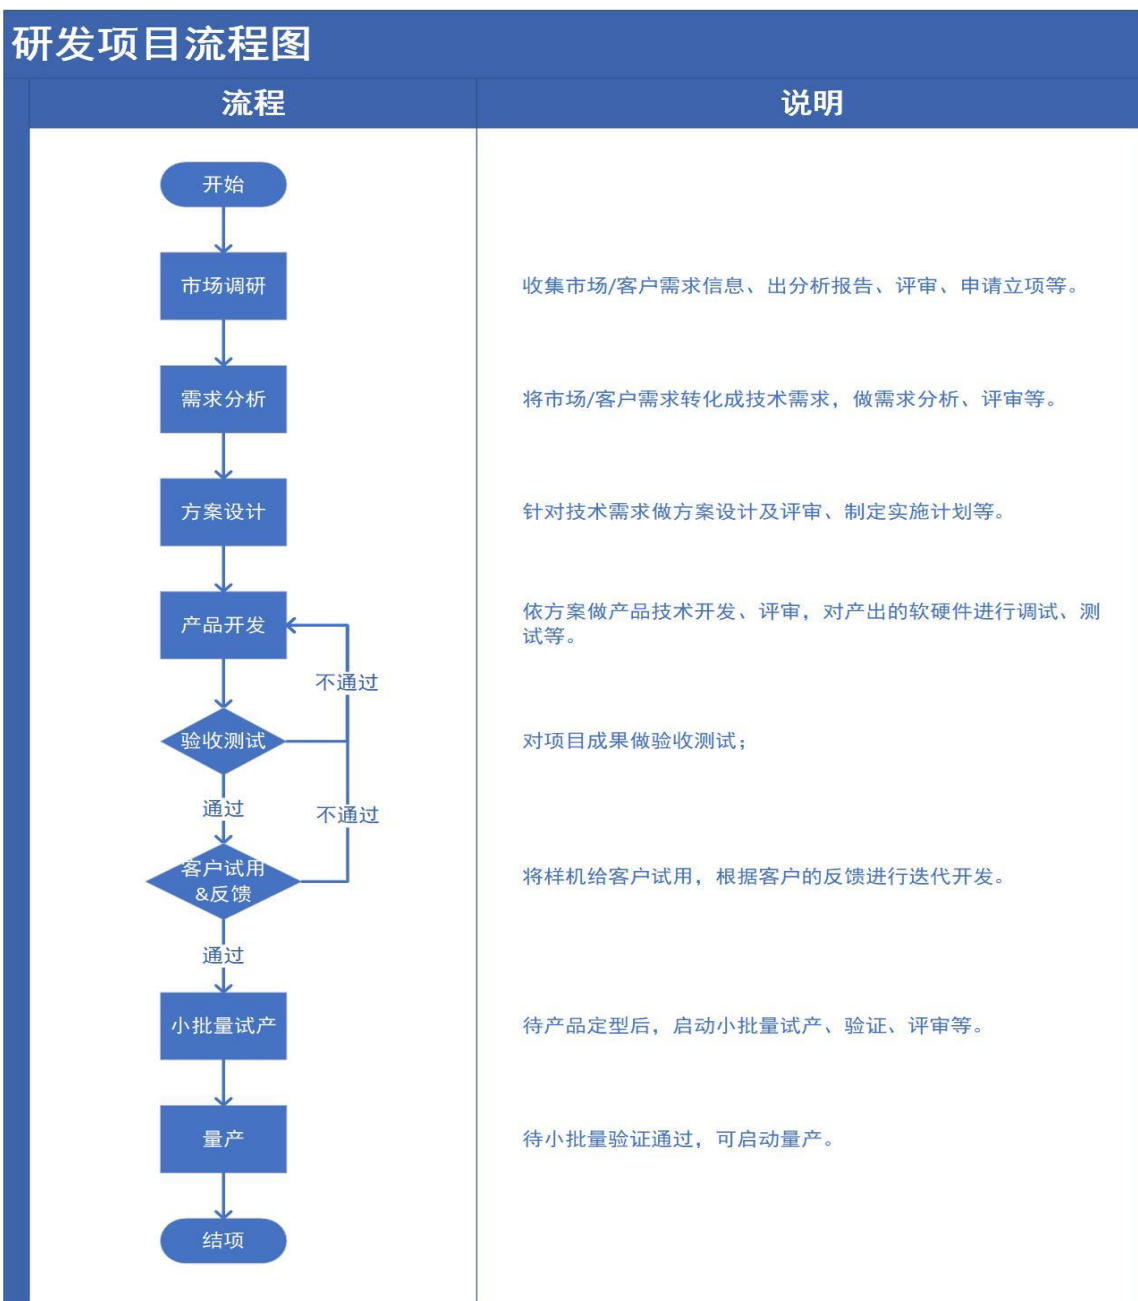 研发项目流程图
流程
说明
开始
市场调研
收集市场/客户需求信息、出分析报告、评审、申请立项等。
需求分析
将市场/客户需求转化成技术需求，做需求分析、评审等。
方案设计
针对技术需求做方案设计及评审、制定实施计划等。
产品开发
依方案做产品技术开发、评审，对产出的软硬件进行调试、测
试等。
不通过
验收测试
对项目成果做验收测试；
通过
不通过
客户试用
&反馈
将样机给客户试用，根据客户的反馈进行迭代开发。
通过
小批量试产
待产品定型后，启动小批量试产、验证、评审等。
量产
待小批量验证通过，可启动量产。
结项